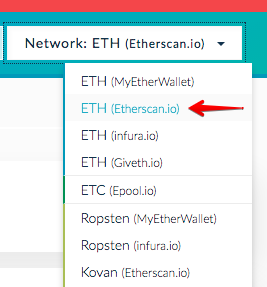 Network: ETH (Etherscan.io)
ETH (MyEtherWallet)
ETH (Etherscan.io)
ETH (infura.io)
ETH (Giveth.io)
ETC (Epool.io)
Ropsten (MyEtherWallet)
Ropsten (infura.io)
Kovan (Etherscan.io)